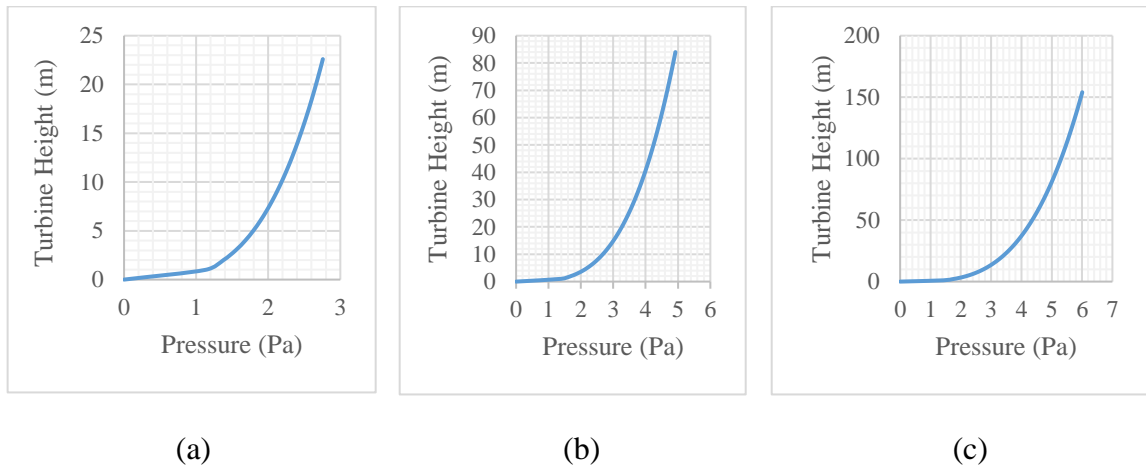 25
20
15
10
5
0
0 1 2 3
Turbine Height (m)
Pressure (Pa)
90
80
70
60
50
40
30
20
10
0
0 1 2 3 4 5 6
Turbine Height (m)
Pressure (Pa)
200
150
100
50
0
0 1 2 3 4 5 6 7
Turbine Height (m)
Pressure (Pa)
(a)
(b)
(c)